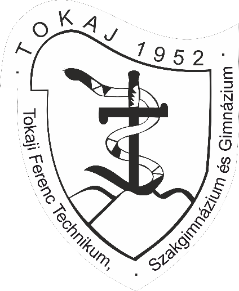 · TOKAJ 1952 ·
Tokaji Ferenc Technikum,
· Szakgimnázium és Gimnázium